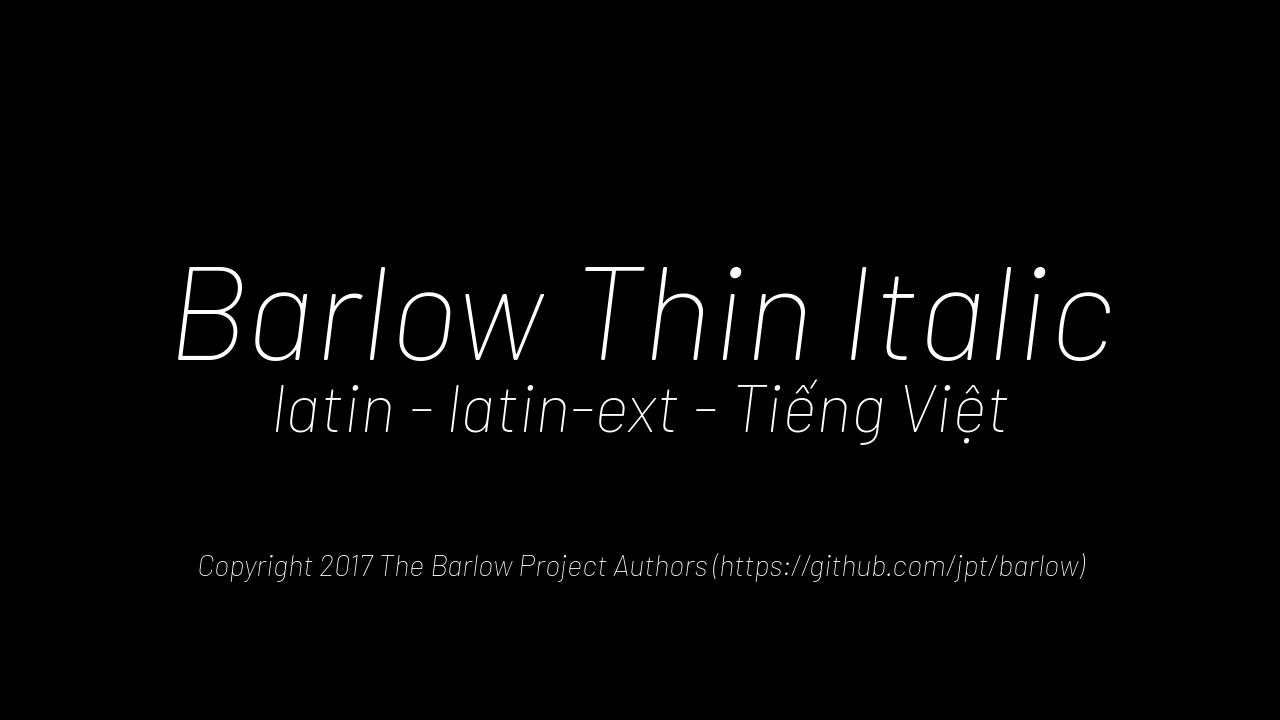 Barlow Thin Italic
latin - latin-ext - Tiếng Việt
Copyright 2017 The Barlow Project Authors (https://github.com/jpt/barlow)